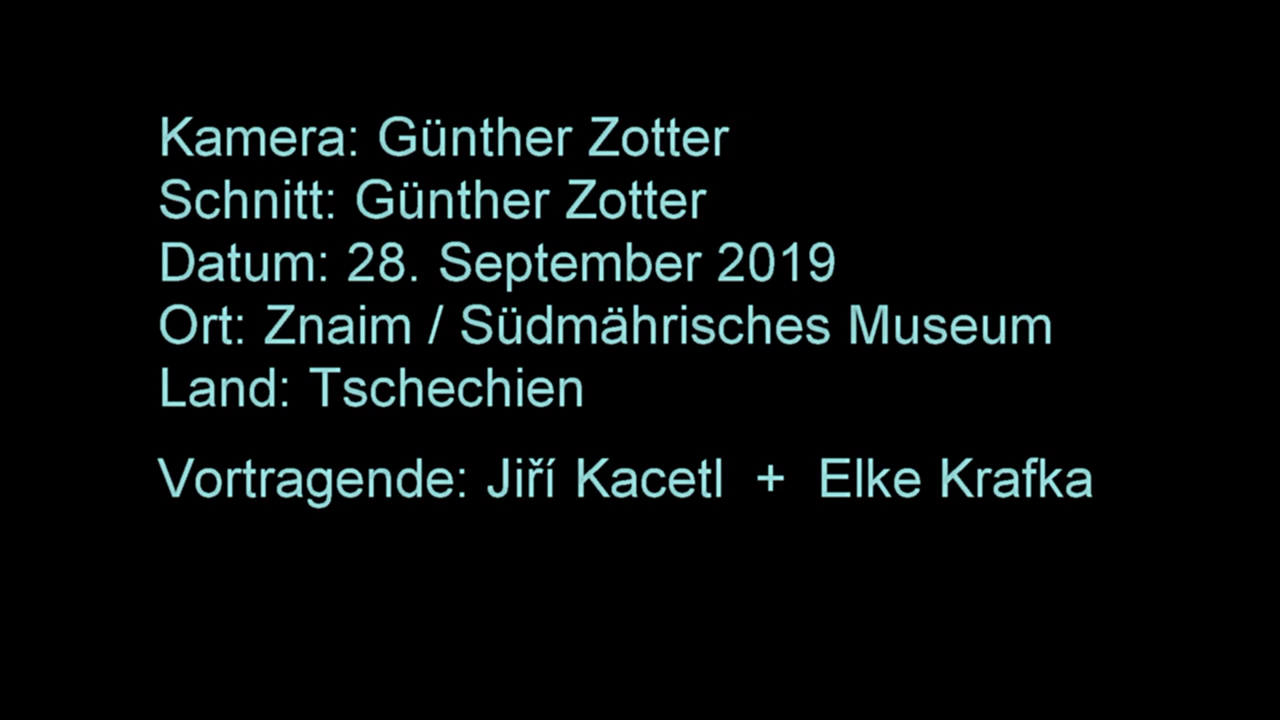 Kamera: Günther Zotter
Schnitt: Günther Zotter
Datum: 28. September 2019
Ort: Znaim / Südmährisches Museum
Land: Tschechien
Vortragende: Jiří Kacetl + Elke Krafka